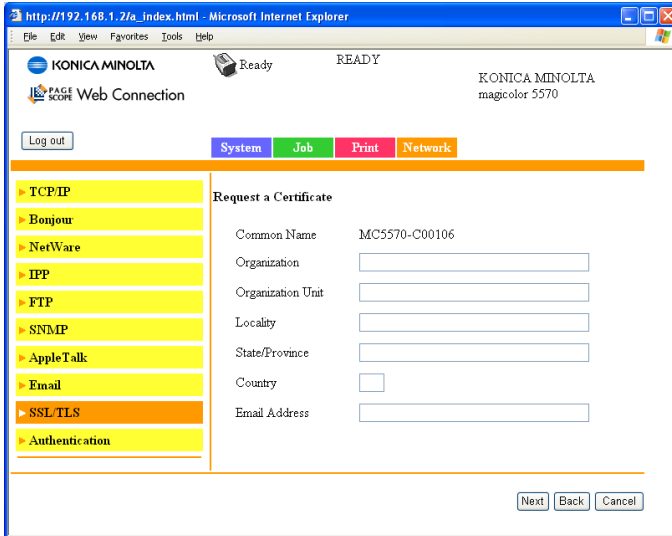 http://192.168.1.2/a_index.html - Microsoft Internet Explorer
File Edit View Favorites Tools Help
KONICA MINOLTA
Ready
READY
KONICA MINOLTA
magicolor 5570
PAGE SCOPE Web Connection
Log out
System Job Print Network
TCP/IP
Bonjour
NetWare
IPP
FTP
SNMP
AppleTalk
Email
SSL/TLS
Authentication
Request a Certificate
Common Name MC5570-C00106
Organization
Organization Unit
Locality
State/Province
Country
Email Address
Next Back Cancel